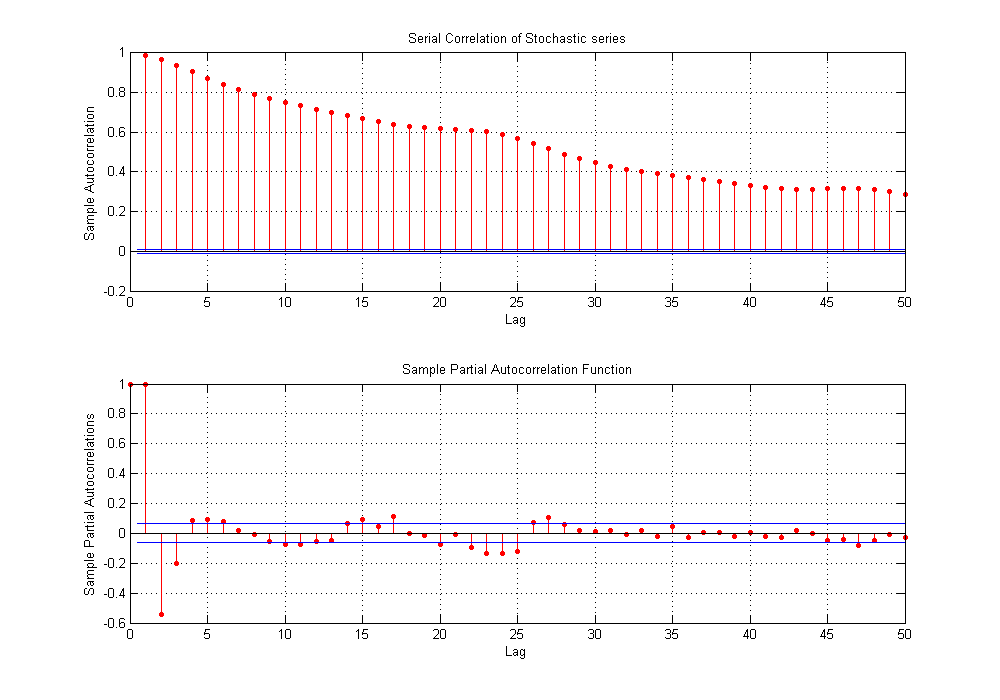 Serial Correlation of Stochastic series
Sample Autocorrelation
1
0.8
0.6
0.4
0.2
0
-0.2
0 5 10 15 20 25 30 35 40 45 50
Lag
Sample Partial Autocorrelation Function
Sample Partial Autocorrelations
1
0.8
0.6
0.4
0.2
0
-0.2
-0.4
-0.6
0 5 10 15 20 25 30 35 40 45 50
Lag